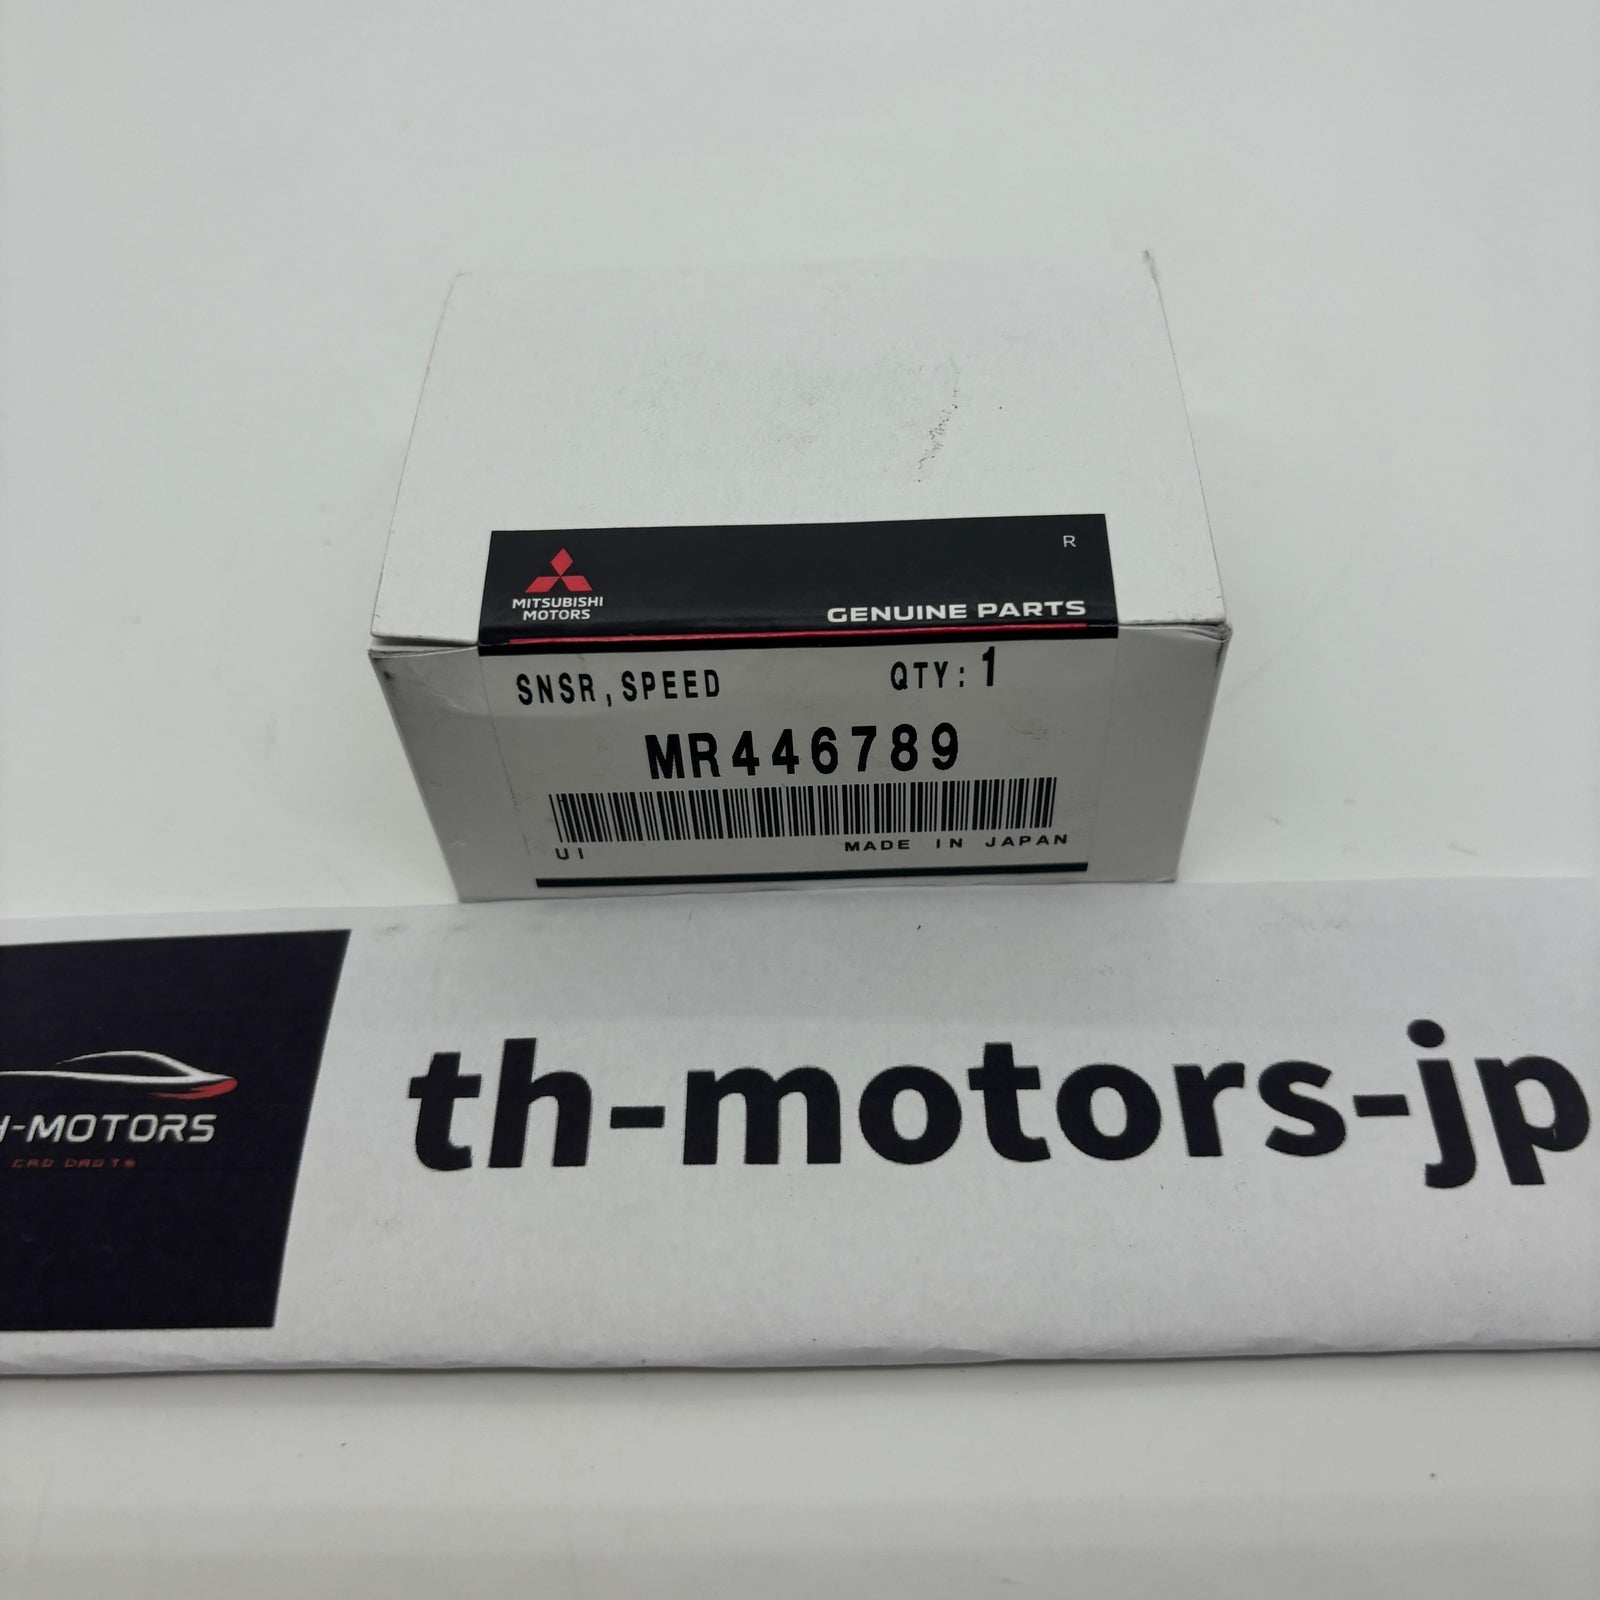 R
MITSUBISHI
MOTORS
GENUINE PARTS
SNSR,SPEED QTY:1
MR446789
UI MADE IN JAPAN
th-motors-jp
H-MOTORS